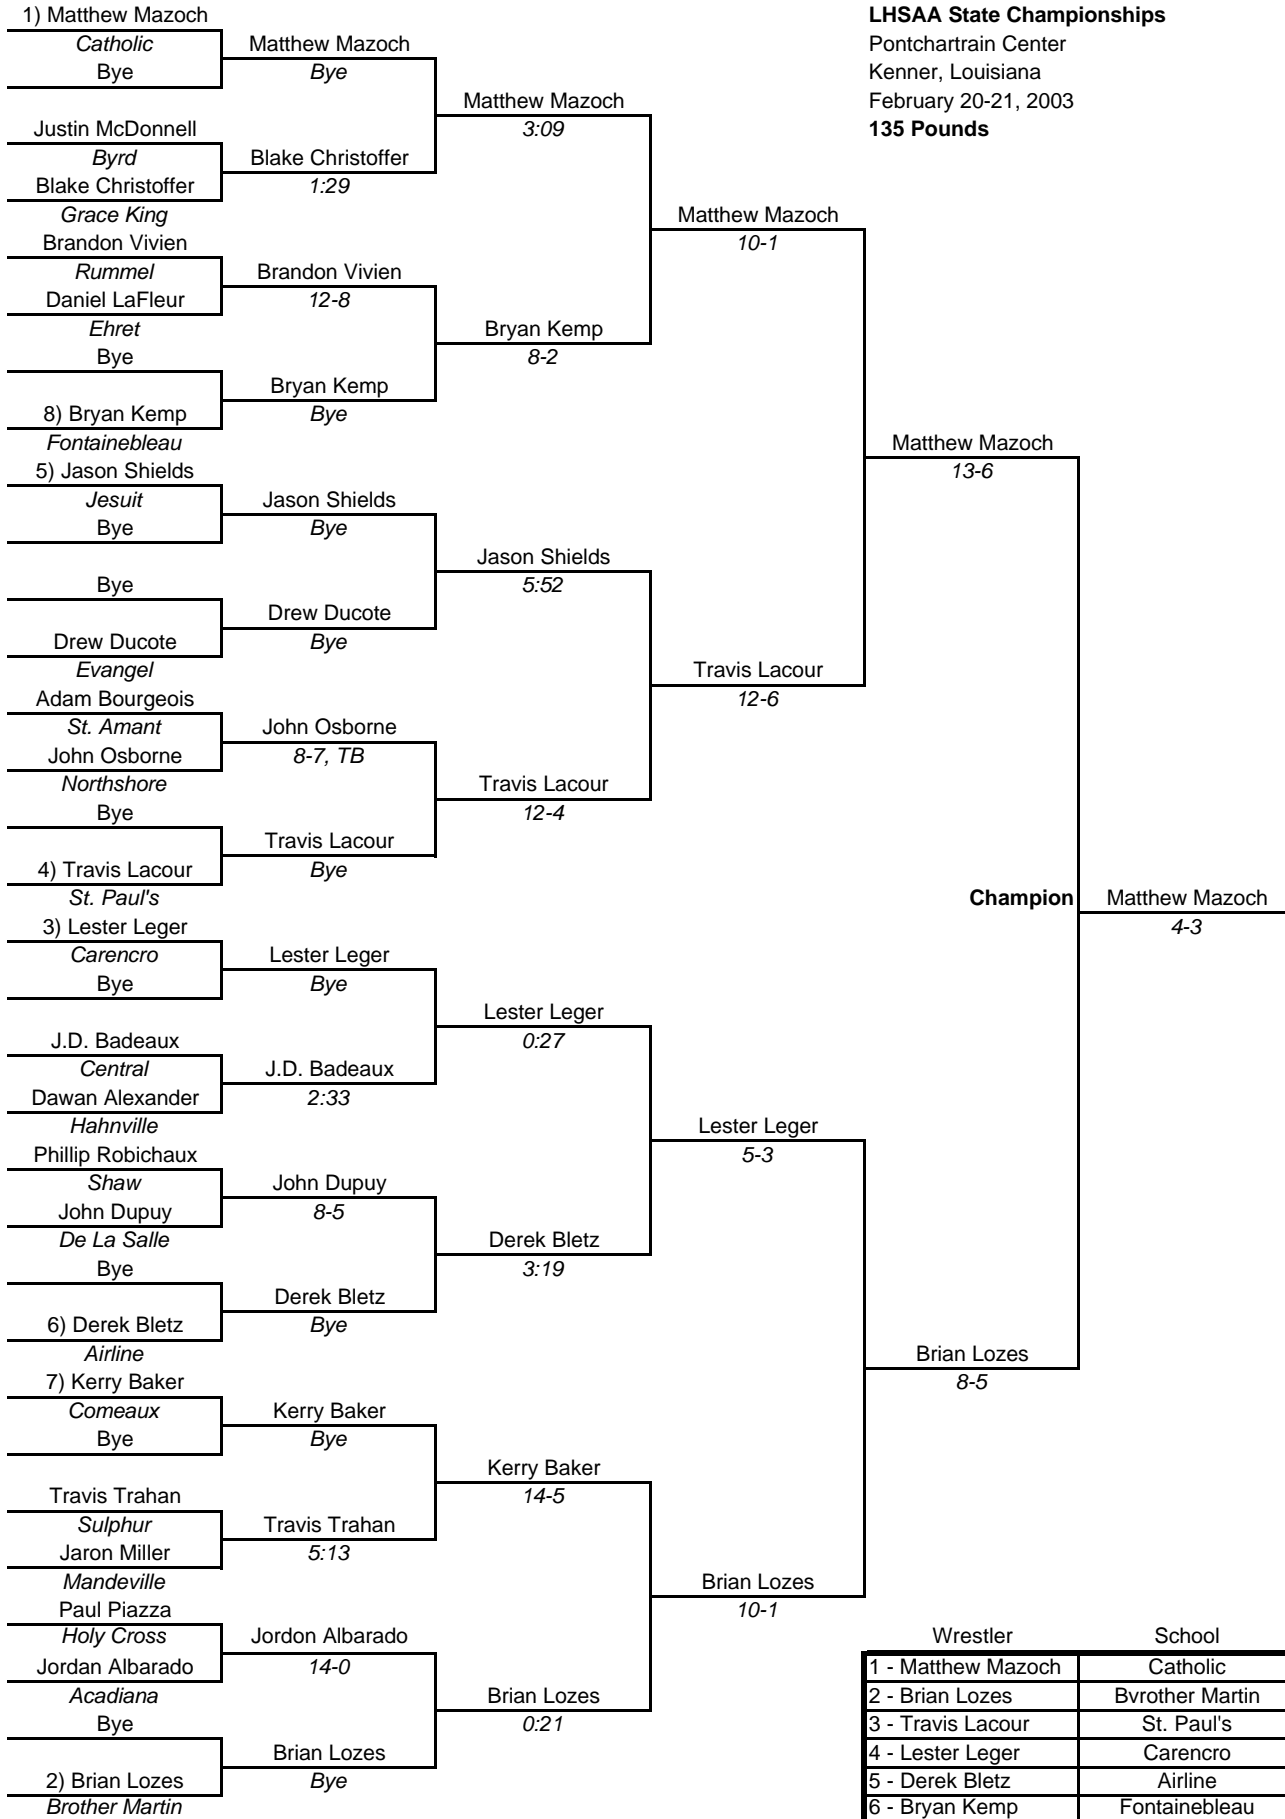 1) Matthew Mazoch
Catholic
Bye
Justin McDonnell
Byrd
Blake Christoffer
Grace King
Brandon Vivien
Rummel
Daniel LaFleur
Ehret
Bye
8) Bryan Kemp
Fontainebleau
5) Jason Shields
Jesuit
Bye
Bye
Drew Ducote
Evangel
Adam Bourgeois
St. Amant
John Osborne
Northshore
Bye
4) Travis Lacour
St. Paul's
3) Lester Leger
Carencro
Bye
J.D. Badeaux
Central
Dawan Alexander
Hahnville
Phillip Robichaux
Shaw
John Dupuy
De La Salle
Bye
6) Derek Bletz
Airline
7) Kerry Baker
Comeaux
Bye
Travis Trahan
Sulphur
Jaron Miller
Mandeville
Paul Piazza
Holy Cross
Jordan Albarado
Acadiana
Bye
2) Brian Lozes
Brother Martin
Matthew Mazoch
Bye
Blake Christoffer
1:29
Brandon Vivien
12-8
Bryan Kemp
Bye
Jason Shields
Bye
Drew Ducote
Bye
John Osborne
8-7, TB
Travis Lacour
Bye
Lester Leger
Bye
J.D. Badeaux
2:33
John Dupuy
8-5
Derek Bletz
Bye
Kerry Baker
Bye
Travis Trahan
5:13
Jordon Albarado
14-0
Brian Lozes
Bye
Matthew Mazoch
3:09
Bryan Kemp
8-2
Jason Shields
5:52
Travis Lacour
12-4
Lester Leger
0:27
Derek Bletz
3:19
Kerry Baker
14-5
Brian Lozes
0:21
Matthew Mazoch
10-1
Travis Lacour
12-6
Lester Leger
5-3
Brian Lozes
10-1
LHSAA State Championships
Pontchartrain Center
Kenner, Louisiana
February 20-21, 2003
135 Pounds
Matthew Mazoch
13-6
Brian Lozes
8-5
Champion
Matthew Mazoch
4-3
Wrestler School
1 - Matthew Mazoch Catholic
2 - Brian Lozes Bvrother Martin
3 - Travis Lacour St. Paul's
4 - Lester Leger Carencro
5 - Derek Bletz Airline
6 - Bryan Kemp Fontainebleau